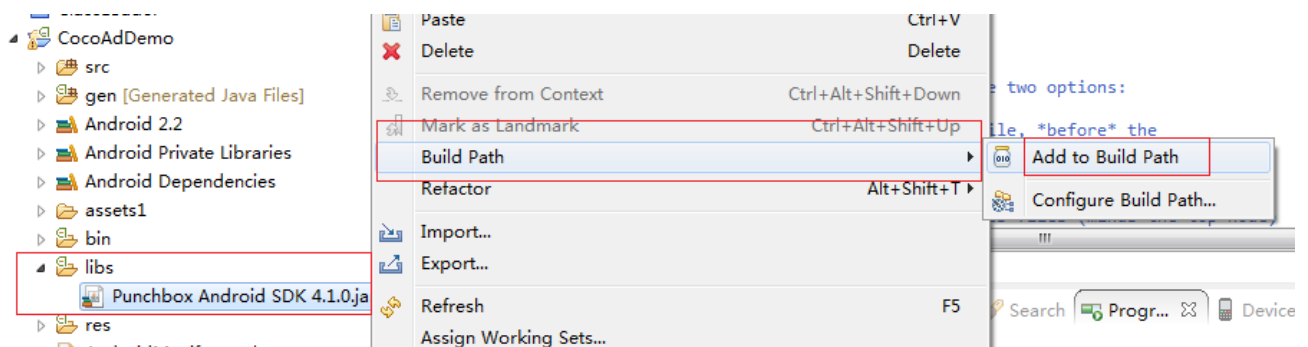 CocoAdDemo
src
gen [Generated Java Files]
Android 2.2
Android Private Libraries
Android Dependencies
assets1
bin
libs
Punchbox Android SDK 4.1.0.ja
res
Paste Ctrl+V
Delete Delete
Remove from Context Ctrl+Alt+Shift+Down
Mark as Landmark Ctrl+Alt+Shift+Up
Build Path
Refactor Alt+Shift+T
Import...
Export...
Refresh F5
Assign Working Sets...
two options:
ile, *before* the
Add to Build Path
Configure Build Path...
Search Progr... Device